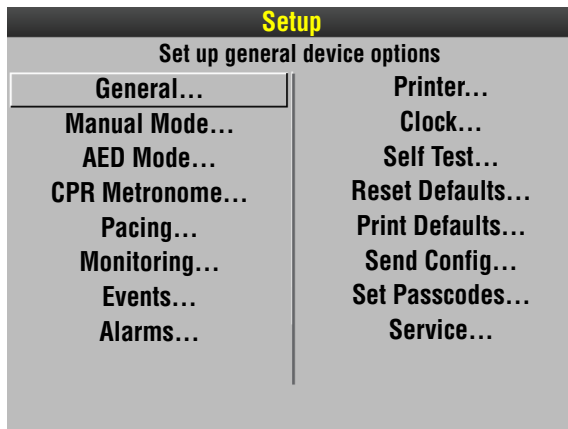 Setup
Set up general device options
General...
Manual Mode...
AED Mode...
CPR Metronome...
Pacing...
Monitoring...
Events...
Alarms...
Printer...
Clock...
Self Test...
Reset Defaults...
Print Defaults...
Send Config...
Set Passcodes...
Service...